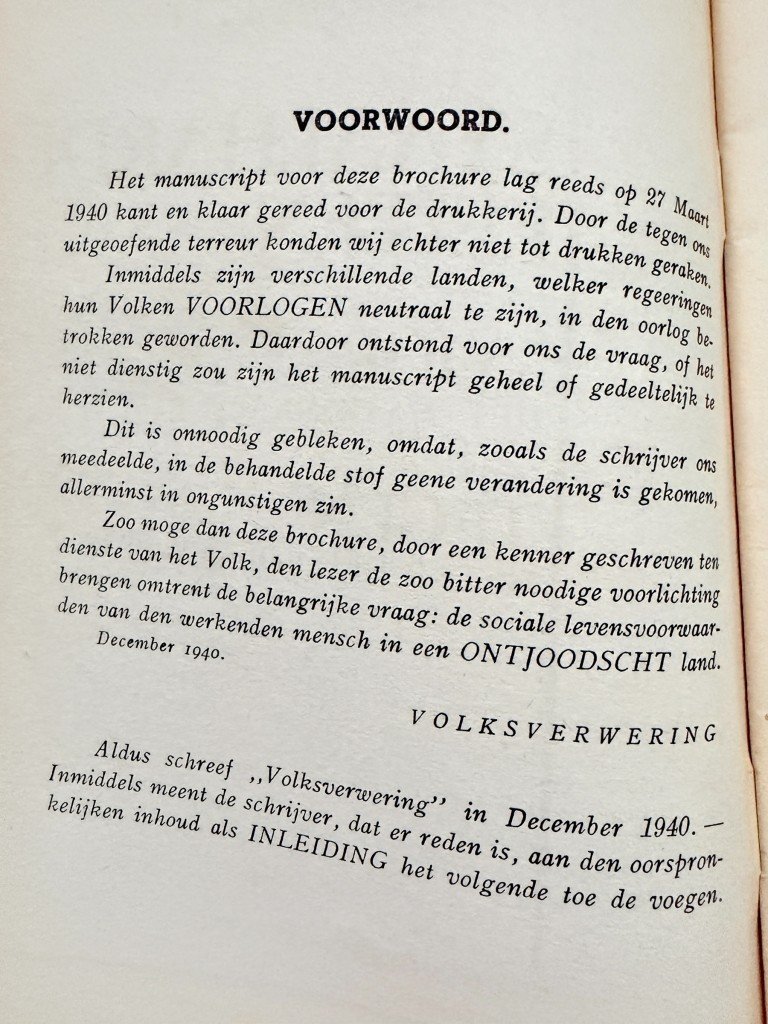 VOORWOORD.
Het manuscript voor deze brochure lag reeds op 27 Maart
1940 kant en klaar gereed voor de drukkerij. Door de tegen ons
uitgeoefende terreur konden wij echter niet tot drukken geraken.
Inmiddels zijn verschillende landen, welker regeeringen
hun Volken VOORLOGEN neutraal te zijn, in den oorlog be-
trokken geworden. Daardoor ontstond voor ons de vraag, of het
niet dienstig zou zijn het manuscript geheel of gedeeltelijk te
herzien.
Dit is onnoodig gebleken, omdat, zooals de schrijver ons
meedeelde, in de behandelde stof geene verandering is gekomen,
allerminst in ongunstigen zin.
Zoo moge dan deze brochure, door een kenner geschreven ten
dienste van het Volk, den lezer de zoo bitter noodige voorlichting
brengen omtrent de belangrijke vraag: de sociale levensvoorwaar-
den van den werkenden mensch in een ONTJOODSCHT land.
December 1940.
VOLKSVERWERING
Aldus schreef „Volksverwering” in December 1940. —
Inmiddels meent de schrijver, dat er reden is, aan den oorspron-
kelijken inhoud als INLEIDING het volgende toe de voegen.